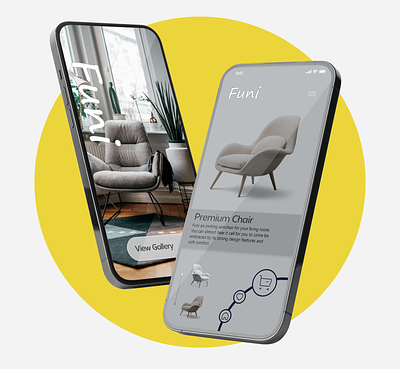 Funi
View Gallery
9:41
Funi
Premium Chair
Funi an inviting armchair for your living room.
You can almost hear it call for you to come be
embraced by its strong design features and
soft comfort.